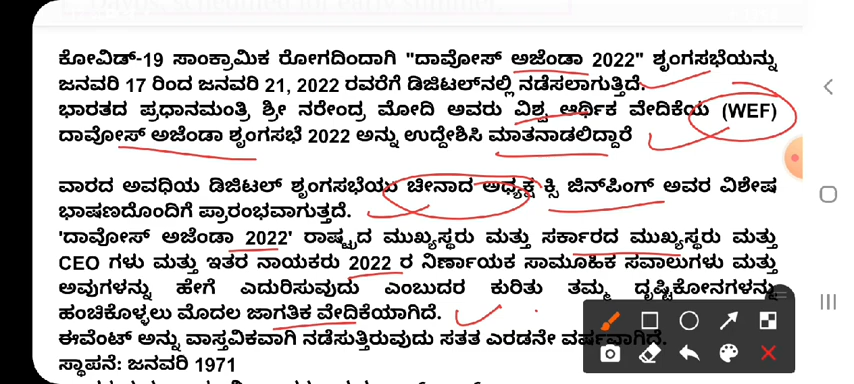 ಕೋವಿಡ್-19 ಸಾಂಕ್ರಾಮಿಕ ರೋಗದಿಂದಾಗಿ "ದಾವೋಸ್ ಅಜೆಂಡಾ 2022" ಶೃಂಗಸಭೆಯನ್ನು
ಜನವರಿ 17 ರಿಂದ ಜನವರಿ 21, 2022 ರವರೆಗೆ ಡಿಜಿಟಲ್‌ನಲ್ಲಿ ನಡೆಸಲಾಗುತ್ತಿದೆ.
ಭಾರತದ ಪ್ರಧಾನಮಂತ್ರಿ ಶ್ರೀ ನರೇಂದ್ರ ಮೋದಿ ಅವರು ವಿಶ್ವ ಆರ್ಥಿಕ ವೇದಿಕೆಯ (WEF)
ದಾವೋಸ್ ಅಜೆಂಡಾ ಶೃಂಗಸಭೆ 2022 ಅನ್ನು ಉದ್ದೇಶಿಸಿ ಮಾತನಾಡಲಿದ್ದಾರೆ
ವಾರದ ಅವಧಿಯ ಡಿಜಿಟಲ್ ಶೃಂಗಸಭೆಯು ಚೀನಾದ ಅಧ್ಯಕ್ಷ ಕ್ಸಿ ಜಿನ್‌ಪಿಂಗ್ ಅವರ ವಿಶೇಷ
ಭಾಷಣದೊಂದಿಗೆ ಪ್ರಾರಂಭವಾಗುತ್ತದೆ.
'ದಾವೋಸ್ ಅಜೆಂಡಾ 2022' ರಾಷ್ಟ್ರದ ಮುಖ್ಯಸ್ಥರು ಮತ್ತು ಸರ್ಕಾರದ ಮುಖ್ಯಸ್ಥರು ಮತ್ತು
CEO ಗಳು ಮತ್ತು ಇತರ ನಾಯಕರು 2022 ರ ನಿರ್ಣಾಯಕ ಸಾಮೂಹಿಕ ಸವಾಲುಗಳು ಮತ್ತು
ಅವುಗಳನ್ನು ಹೇಗೆ ಎದುರಿಸುವುದು ಎಂಬುದರ ಕುರಿತು ತಮ್ಮ ದೃಷ್ಟಿಕೋನಗಳನ್ನು
ಹಂಚಿಕೊಳ್ಳಲು ಮೊದಲ ಜಾಗತಿಕ ವೇದಿಕೆಯಾಗಿದೆ.
ಈವೆಂಟ್ ಅನ್ನು ವಾಸ್ತವಿಕವಾಗಿ ನಡೆಸುತ್ತಿರುವುದು ಸತತ ಎರಡನೇ ವರ್ಷವಾಗಿದೆ.
ಸ್ಥಾಪನೆ: ಜನವರಿ 1971